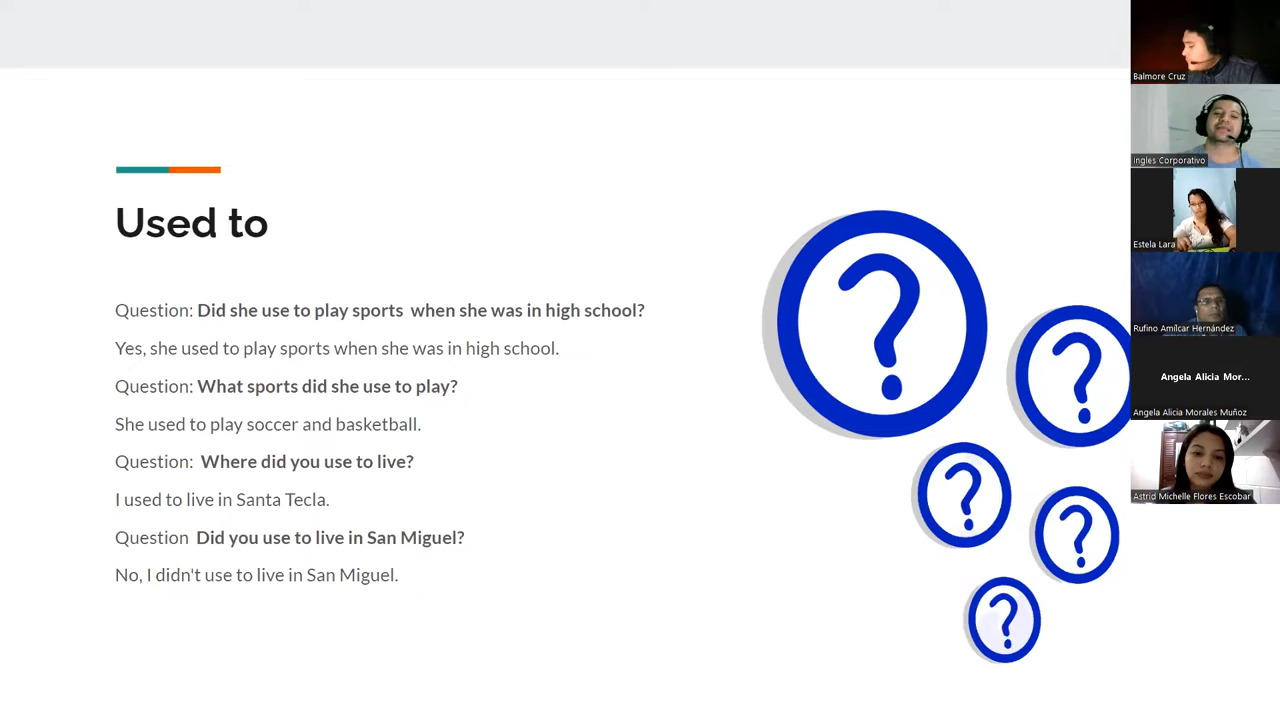 Used to
Question: Did she use to play sports when she was in high school?
Yes, she used to play sports when she was in high school.
Question: What sports did she use to play?
She used to play soccer and basketball.
Question: Where did you use to live?
I used to live in Santa Tecla.
Question Did you use to live in San Miguel?
No, I didn't use to live in San Miguel.
Balmore Cruz
Ingles Corporativo
Estela Lara
Rufino Amílcar Hernández
Angela Alicia Mor...
Angela Alicia Morales Muñoz
Astrid Michelle Flores Escobar